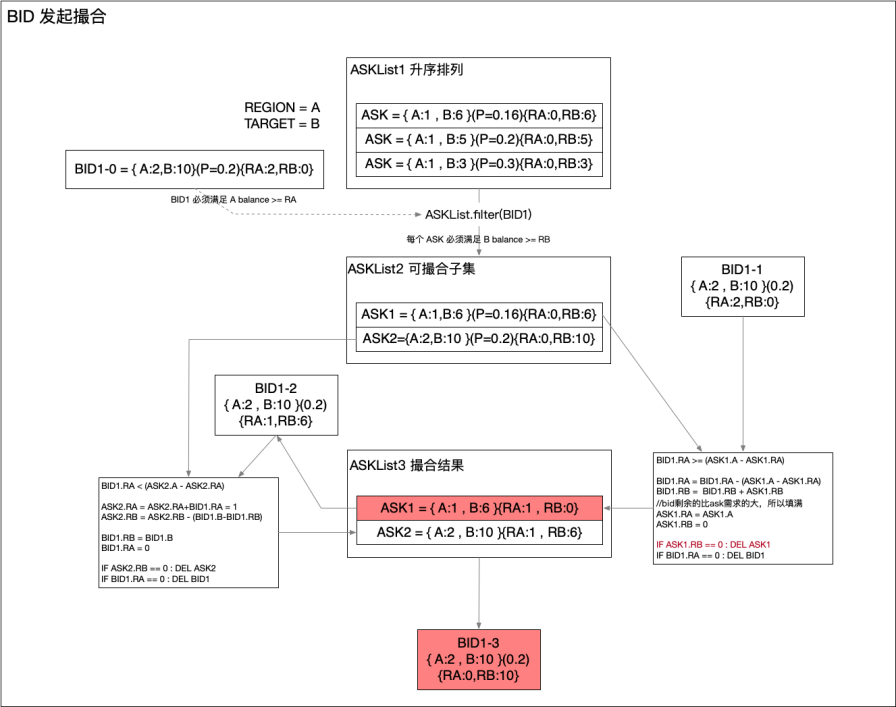 BID 发起撮合
ASKList1 升序排列
REGION = A
TARGET = B
ASK = { A:1 , B:6 }(P=0.16){RA:0,RB:6}
ASK = { A:1 , B:5 }(P=0.2){RA:0,RB:5}
ASK = { A:1 , B:3 }(P=0.3){RA:0,RB:3}
BID1-0 = { A:2,B:10}(P=0.2){RA:2,RB:0}
BID1 必须满足 A balance >= RA
ASKList.filter(BID1)
每个 ASK 必须满足 B balance >= RB
ASKList2 可撮合子集
ASK1 = { A:1,B:6 }(P=0.16){RA:0,RB:6}
ASK2={A:2,B:10 }(P=0.2){RA:0,RB:10}
BID1-1
{ A:2 , B:10 }(0.2)
{RA:2,RB:0}
BID1-2
{ A:2 , B:10 }(0.2)
{RA:1,RB:6}
BID1.RA < (ASK2.A - ASK2.RA)
ASK2.RA = ASK2.RA+BID1.RA = 1
ASK2.RB = ASK2.RB - (BID1.B-BID1.RB)
BID1.RB = BID1.B
BID1.RA = 0
IF ASK2.RB == 0 : DEL ASK2
IF BID1.RA == 0 : DEL BID1
ASKList3 撮合结果
ASK1 = { A:1 , B:6 }{RA:1 , RB:0}
ASK2 = { A:2 , B:10 }{RA:1 , RB:6}
BID1.RA >= (ASK1.A - ASK1.RA)
BID1.RA = BID1.RA - (ASK1.A - ASK1.RA)
BID1.RB = BID1.RB + ASK1.RB
//bid剩余的比ask需求的大，所以填满
ASK1.RA = ASK1.A
ASK1.RB = 0
IF ASK1.RB == 0 : DEL ASK1
IF BID1.RA == 0 : DEL BID1
BID1-3
{ A:2 , B:10 }(0.2)
{RA:0,RB:10}